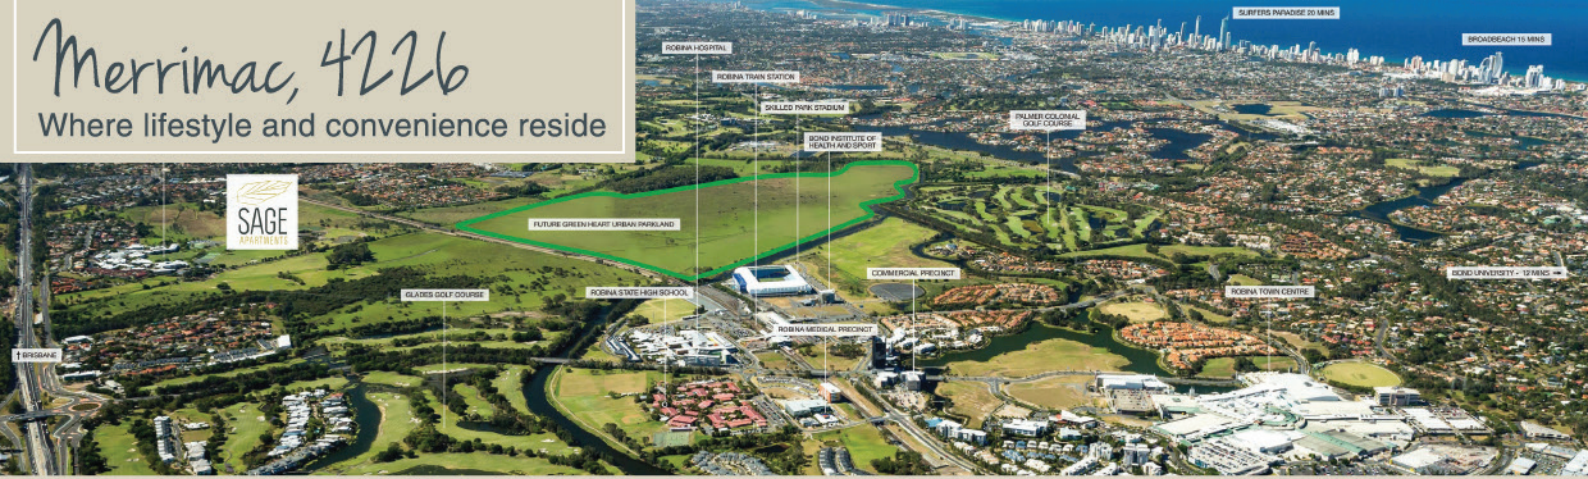 Merrimac, 4226
Where lifestyle and convenience reside
SURFERS PARADISE 20 MINS
BROADBEACH 15 MINS
ROBINA HOSPITAL
ROBINA TRAIN STATION
SKILLED PARK STADIUM
PALMER COLONIAL
GOLF COURSE
BOND INSTITUTE OF
HEALTH AND SPORT
SAGE
APARTMENTS
FUTURE GREEN HEART URBAN PARKLAND
COMMERCIAL PRECINCT
BOND UNIVERSITY - 12 MINS →
GLADES GOLF COURSE
ROBINA STATE HIGH SCHOOL
ROBINA TOWN CENTRE
ROBINA MEDICAL PRECINCT
↑ BRISBANE